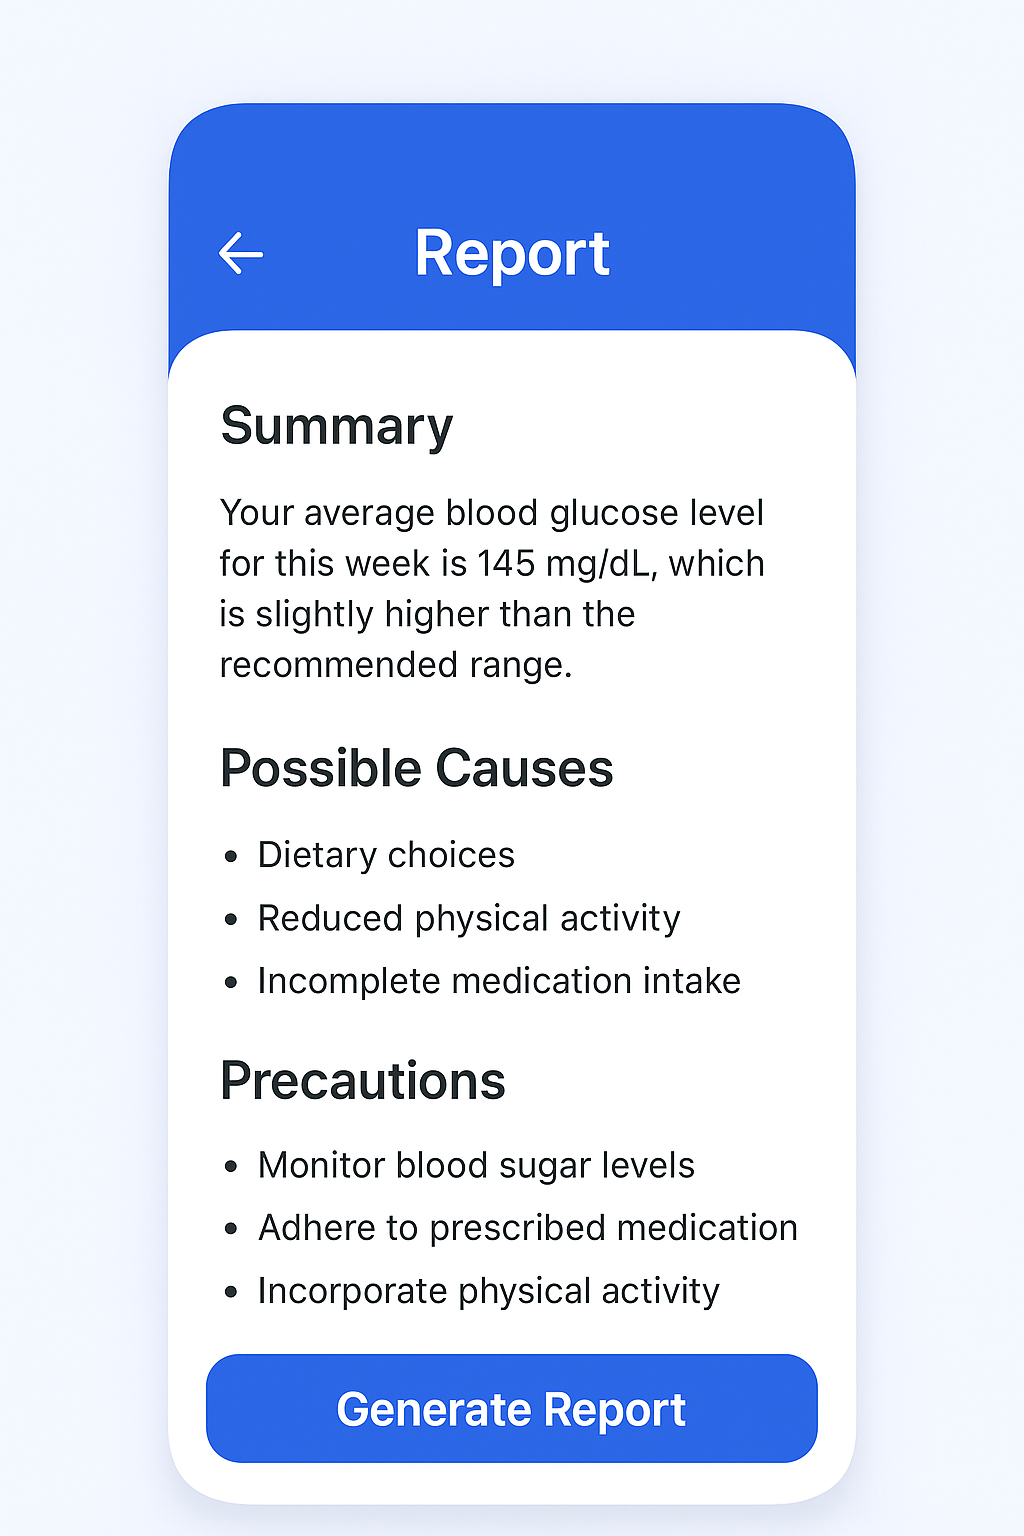 Report
Summary
Your average blood glucose level
for this week is 145 mg/dL, which
is slightly higher than the
recommended range.
Possible Causes
• Dietary choices
• Reduced physical activity
• Incomplete medication intake
Precautions
• Monitor blood sugar levels
• Adhere to prescribed medication
• Incorporate physical activity
Generate Report